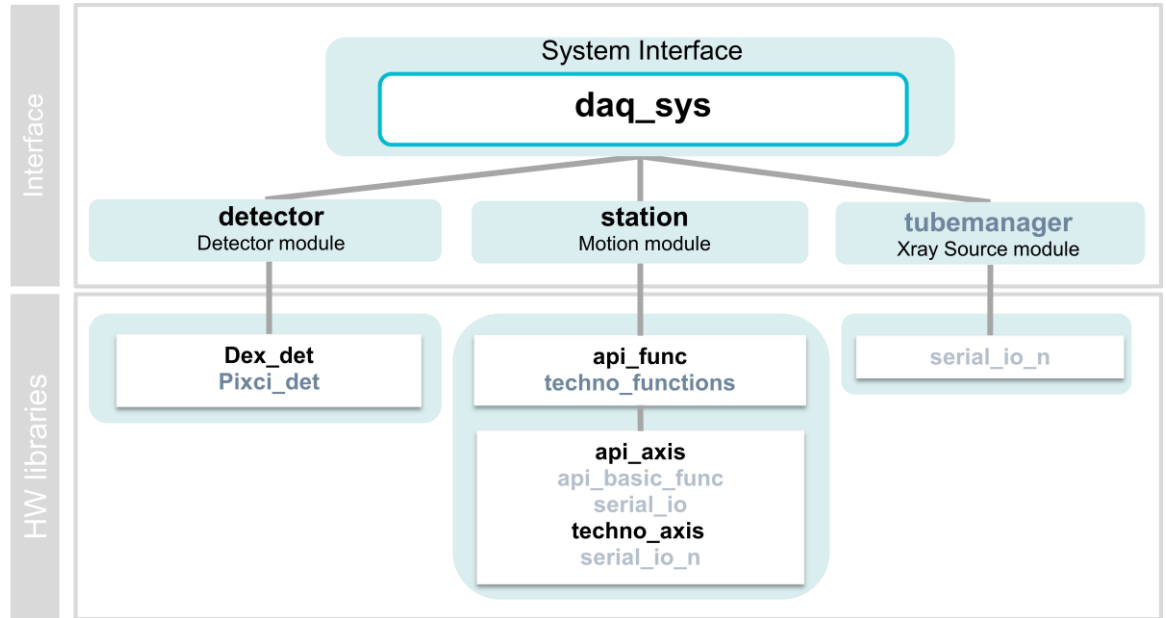 Interface
System Interface
daq_sys
detector
Detector module
station
Motion module
tubemanager
Xray Source module
HW libraries
Dex_det
Pixci_det
api_func
techno_functions
api_axis
api_basic_func
serial_io
techno_axis
serial_io_n
serial_io_n